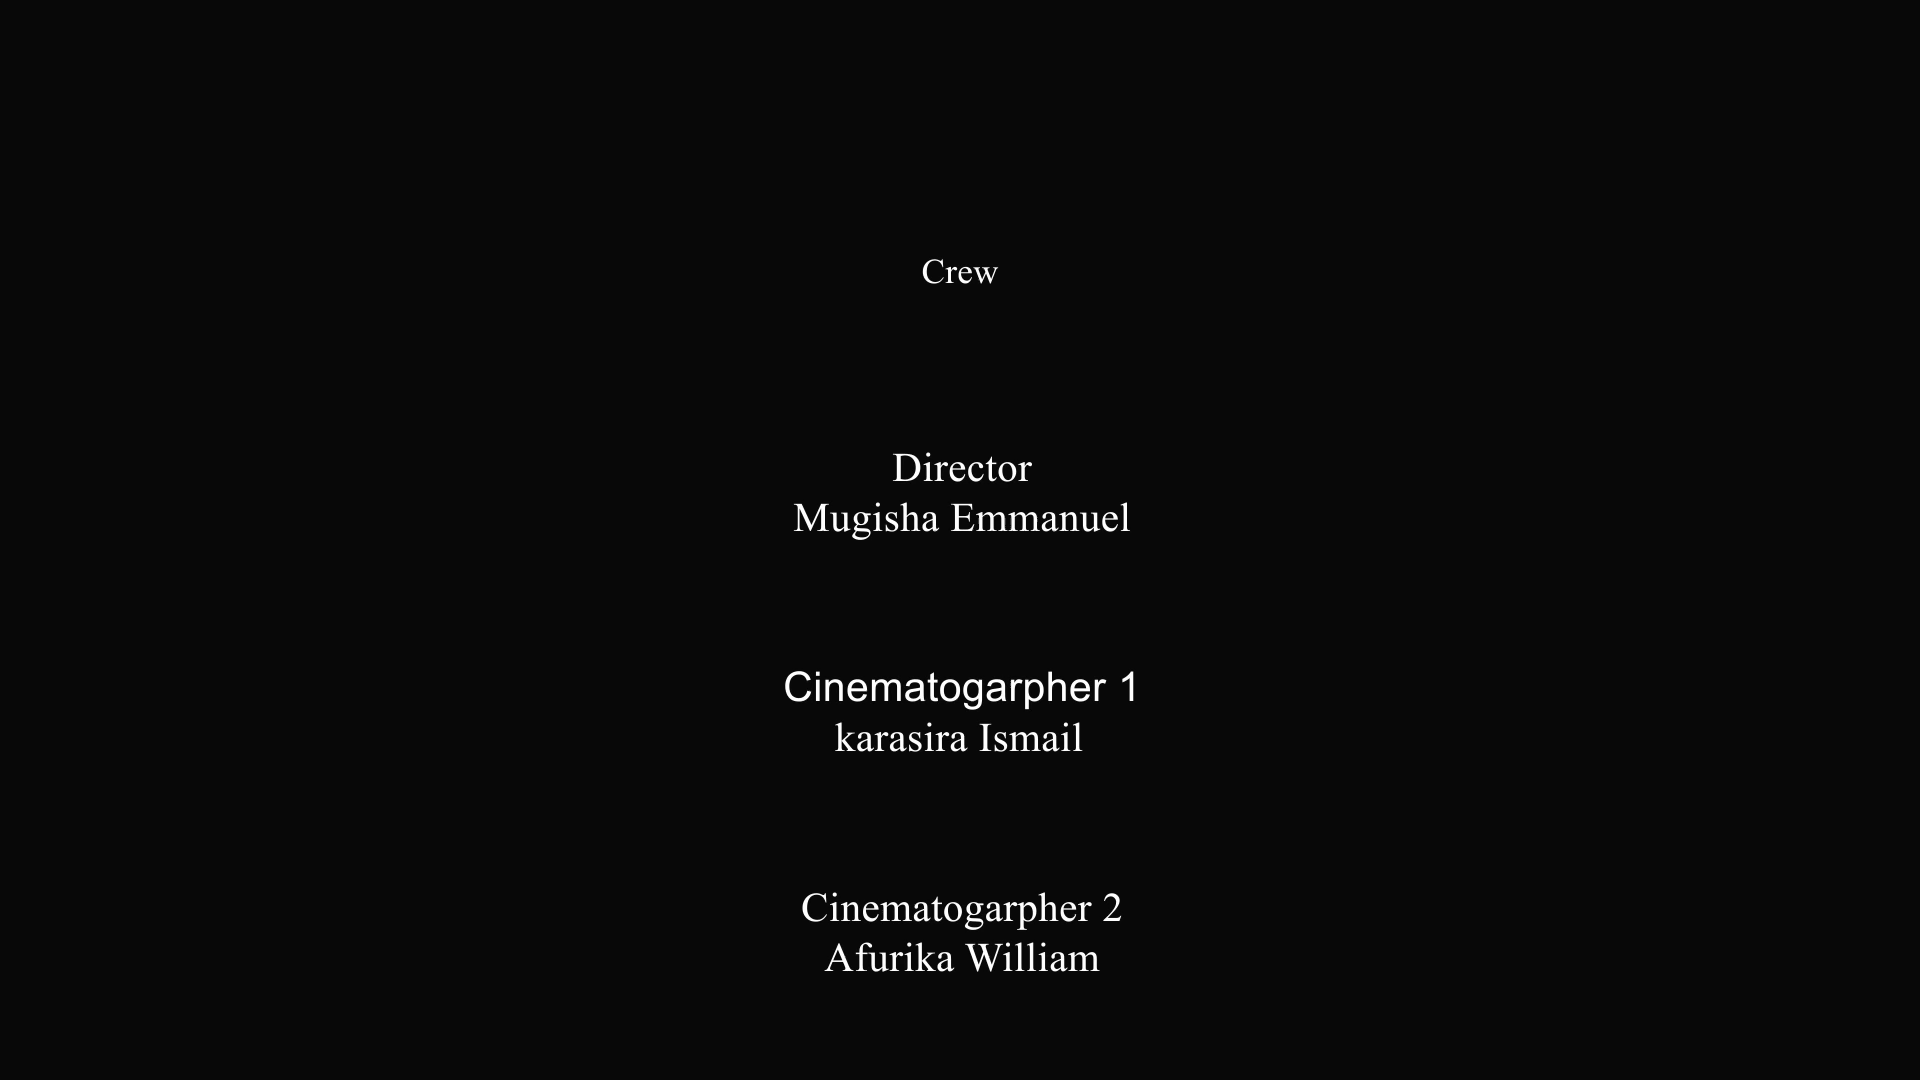 Crew
Director
Mugisha Emmanuel
Cinematogarpher 1
karasira Ismail
Cinematogarpher 2
Afurika William